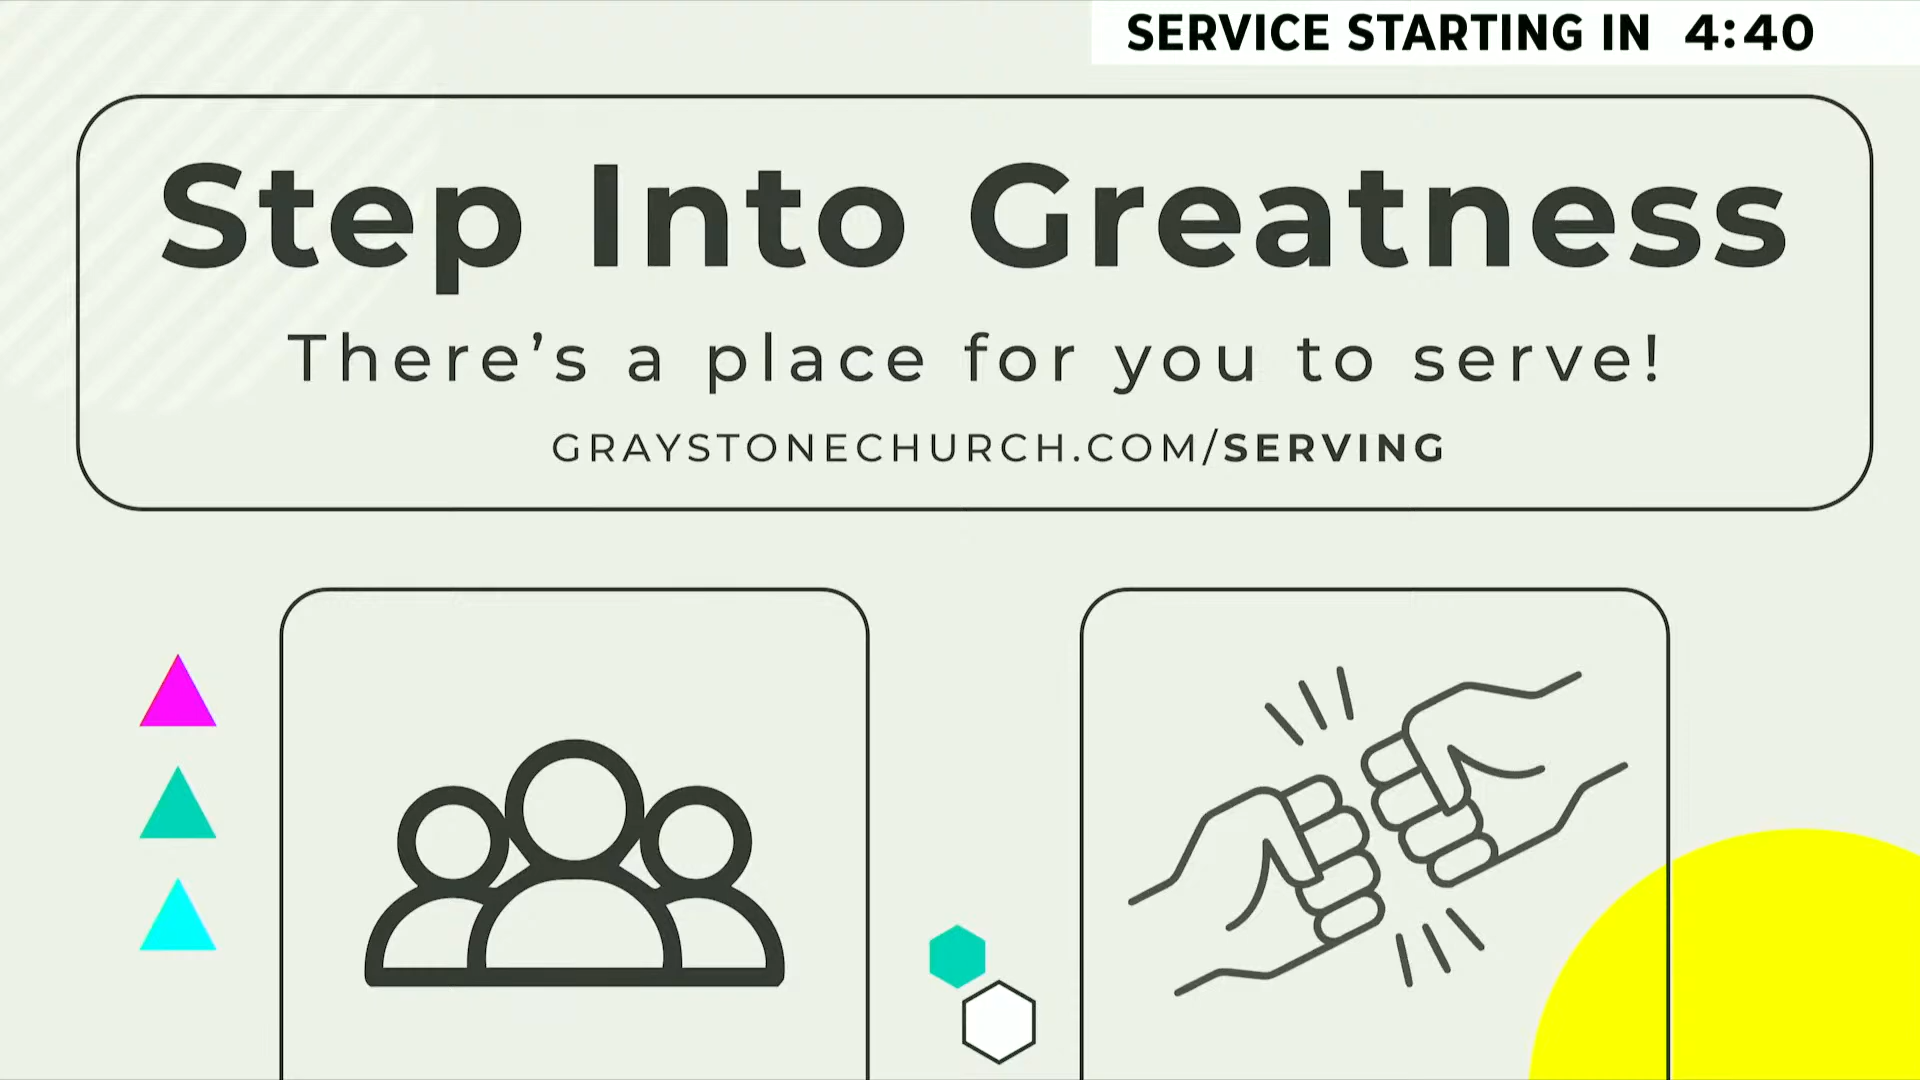 SERVICE STARTING IN 4:40
Step Into Greatness
There's a place for you to serve!
GRAYSTONECHURCH.COM/SERVING